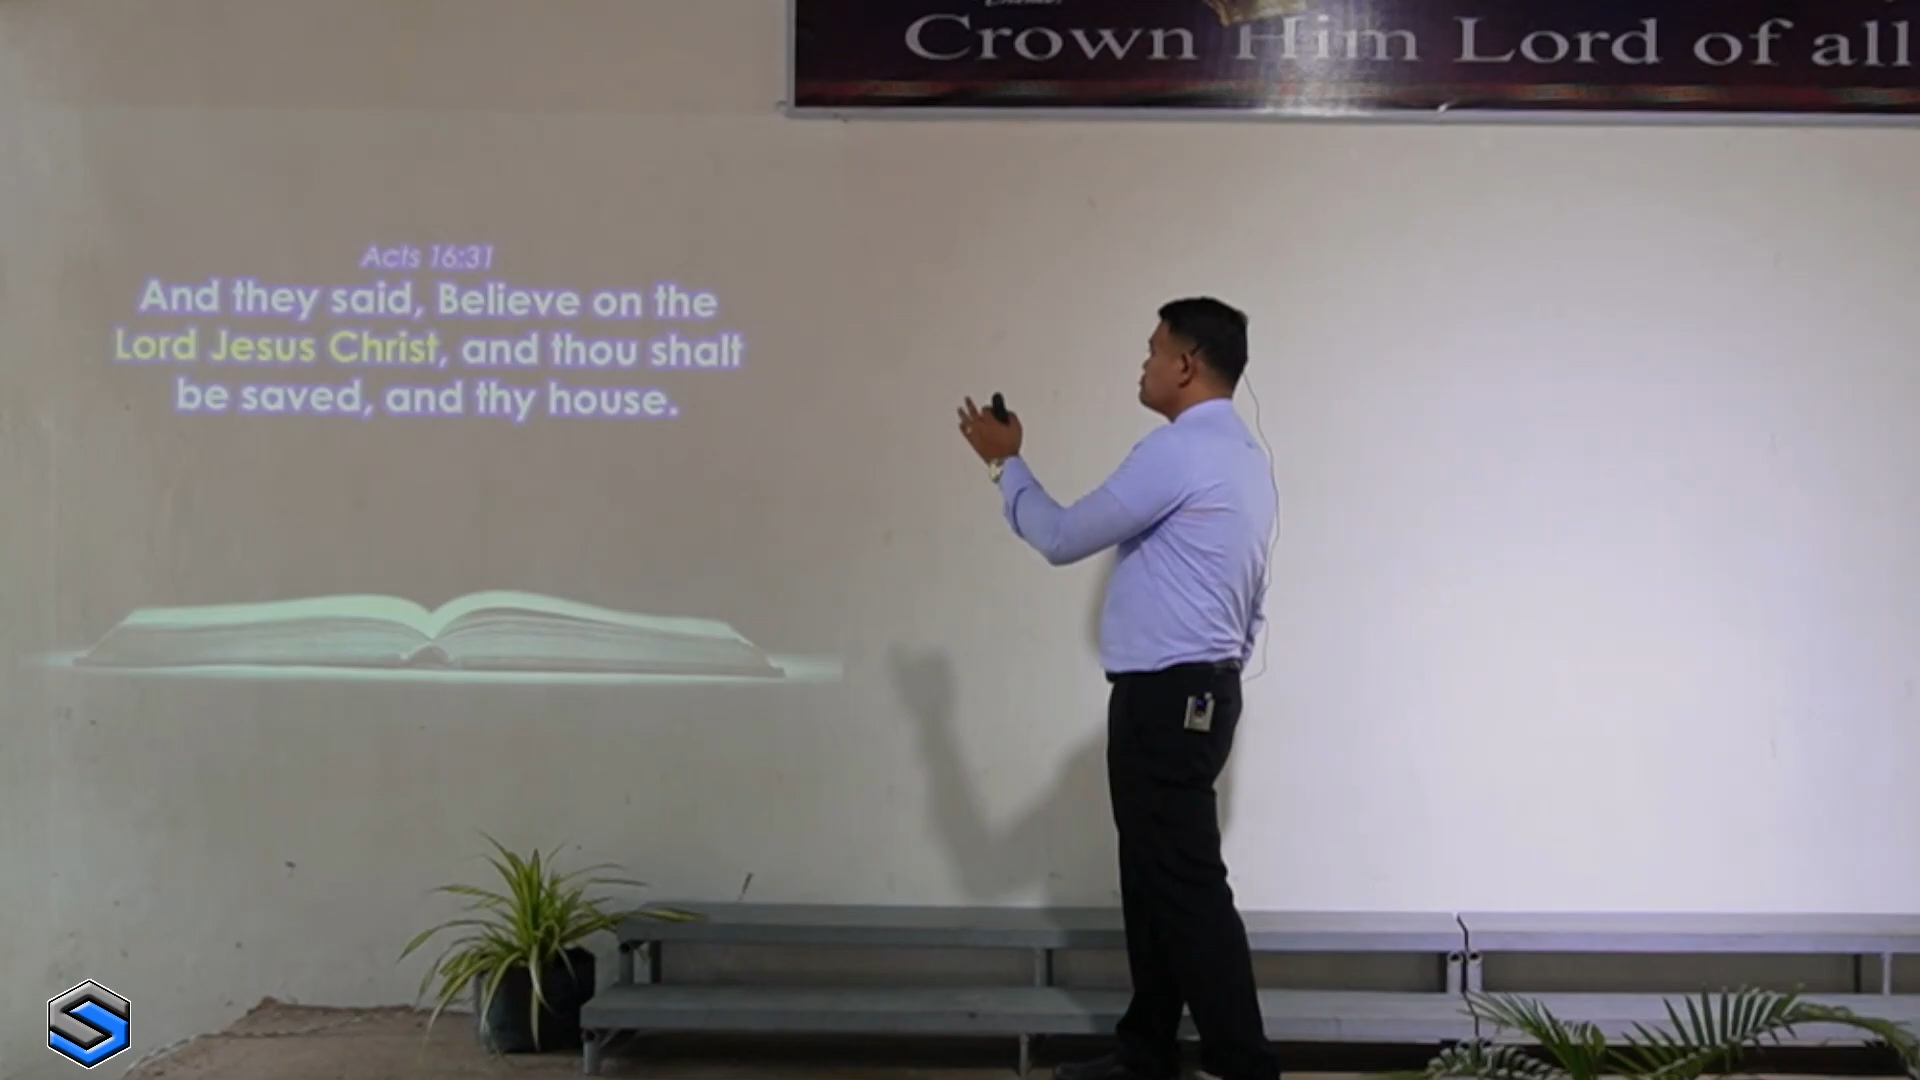 Crown Him Lord of all
Acts 16:31
And they said, Believe on the
Lord Jesus Christ, and thou shalt
be saved, and thy house.